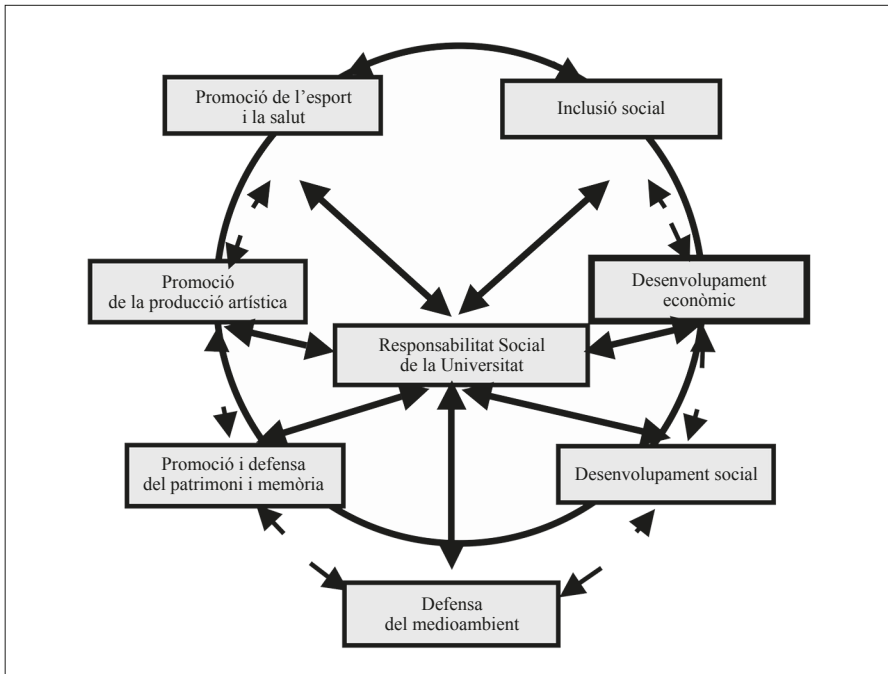 Promoció de l’esport
i la salut
Inclusió social
Promoció
de la producció artística
Desenvolupament
econòmic
Responsabilitat Social
de la Universitat
Promoció i defensa
del patrimoni i memòria
Desenvolupament social
Defensa
del medioambient